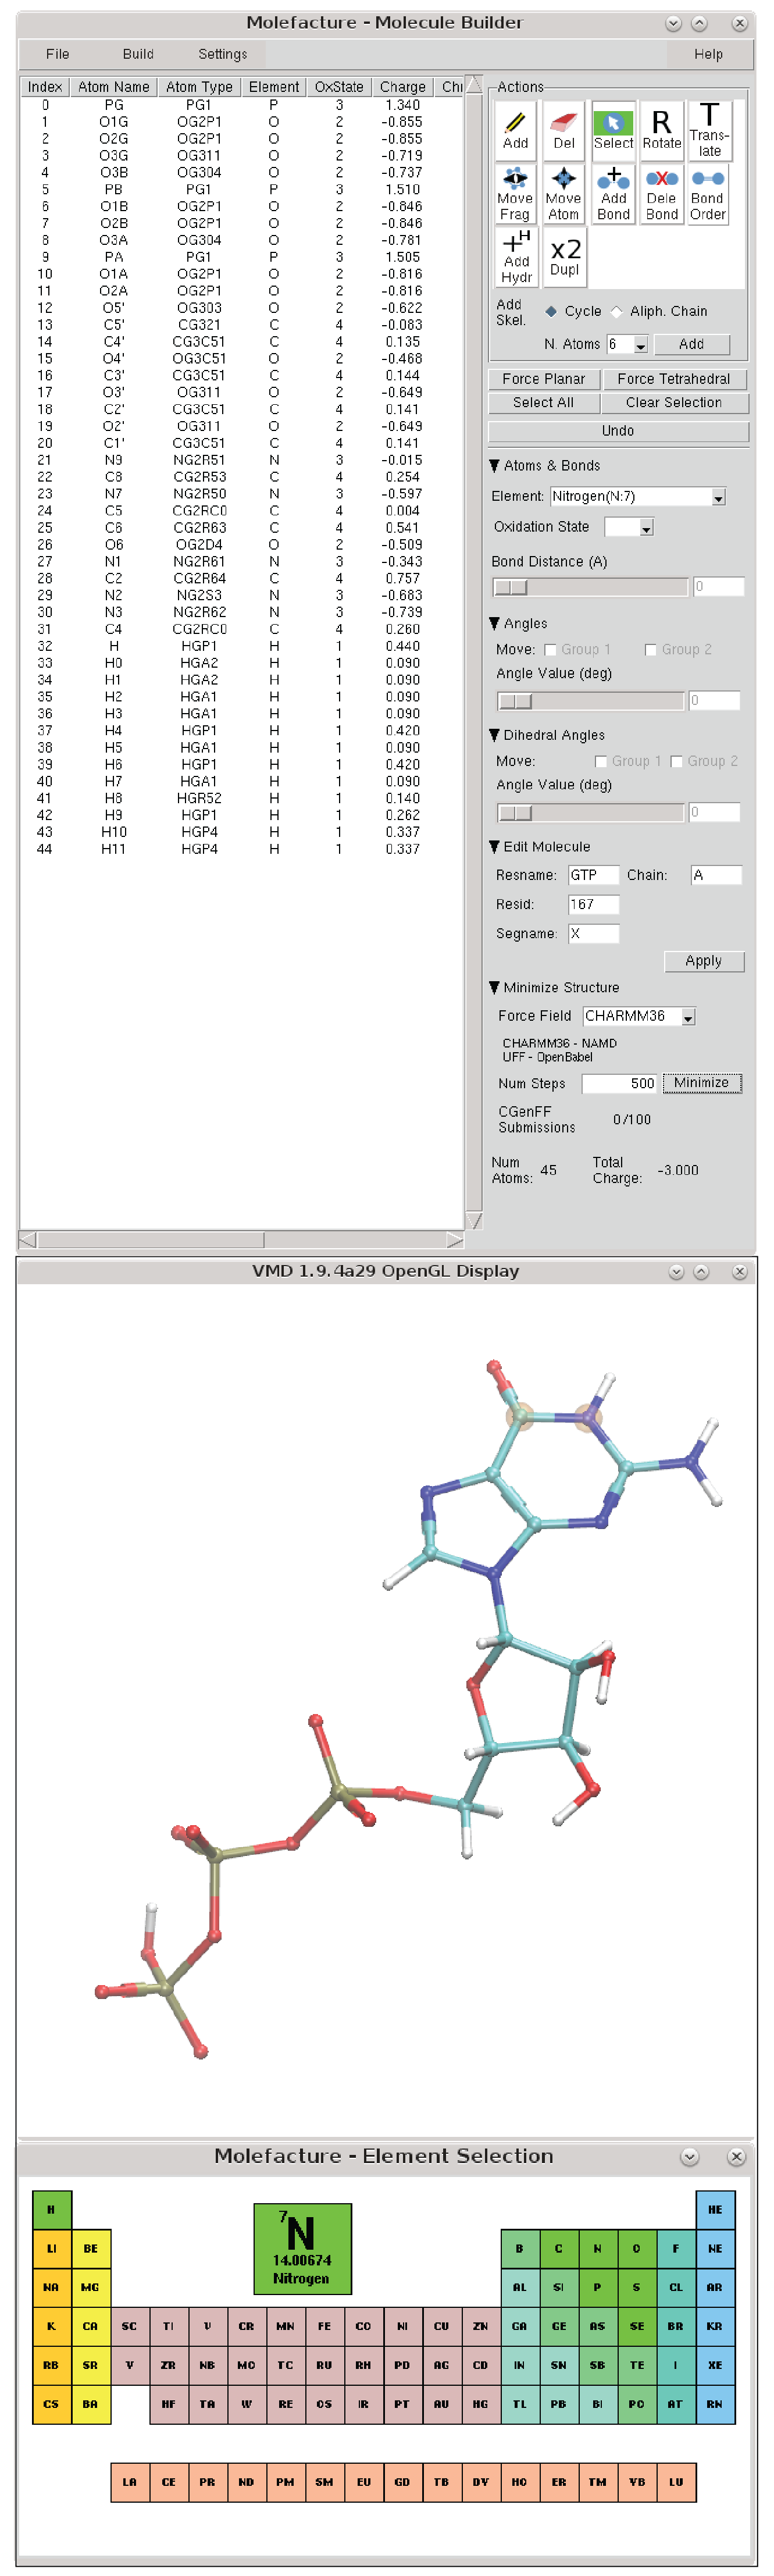 Molefacture - Molecule Builder
File Build Settings Help
Index Atom Name Atom Type Element OxState Charge Chi
0 PG PG1 P 3 1.340
1 O1G OG2P1 O 2 -0.855
2 O2G OG2P1 O 2 -0.855
3 O3G OG311 O 2 -0.719
4 O3B OG304 O 2 -0.737
5 PB PG1 P 3 1.510
6 O1B OG2P1 O 2 -0.846
7 O2B OG2P1 O 2 -0.846
8 O3A OG304 O 2 -0.781
9 PA PG1 P 3 1.505
10 O1A OG2P1 O 2 -0.816
11 O2A OG2P1 O 2 -0.816
12 O5' OG303 O 2 -0.622
13 C5' CG321 C 4 -0.083
14 C4' CG3C51 C 4 0.135
15 O4' OG3C51 O 2 -0.468
16 C3' CG3C51 C 4 0.144
17 O3' OG311 O 2 -0.649
18 C2' CG3C51 C 4 0.141
19 O2' OG311 O 2 -0.649
20 C1' CG3C51 C 4 0.141
21 N9 NG2R51 N 3 -0.015
22 C8 CG2R53 C 4 0.254
23 N7 NG2R50 N 3 -0.597
24 C5 CG2RC0 C 4 0.004
25 C6 CG2R63 C 4 0.541
26 O6 OG2D4 O 2 -0.509
27 N1 NG2R61 N 3 -0.343
28 C2 CG2R64 C 4 0.757
29 N2 NG2S3 N 3 -0.683
30 N3 NG2R62 N 3 -0.739
31 C4 CG2RC0 C 4 0.260
32 H HGP1 H 1 0.440
33 H0 HGA2 H 1 0.090
34 H1 HGA2 H 1 0.090
35 H2 HGA1 H 1 0.090
36 H3 HGA1 H 1 0.090
37 H4 HGP1 H 1 0.420
38 H5 HGA1 H 1 0.090
39 H6 HGP1 H 1 0.420
40 H7 HGA1 H 1 0.090
41 H8 HGR52 H 1 0.140
42 H9 HGP1 H 1 0.262
43 H10 HGP4 H 1 0.337
44 H11 HGP4 H 1 0.337
Actions
R T
Add Del Select Rotate Trans-
late
Move Move Add Dele Bond
Frag Atom Bond Bond Order
+H x2
Add Dupl
Hydr
Add
Skel.
Cycle Aliph. Chain
N. Atoms 6 Add
Force Planar Force Tetrahedral
Select All Clear Selection
Undo
Atoms & Bonds
Element: Nitrogen(N:7)
Oxidation State
Bond Distance (A)
0
Angles
Move: Group 1 Group 2
Angle Value (deg)
0
Dihedral Angles
Move: Group 1 Group 2
Angle Value (deg)
0
Edit Molecule
Resname: GTP Chain: A
Resid: 167
Segname: X
Apply
Minimize Structure
Force Field CHARMM36
CHARMM36 - NAMD
UFF - OpenBabel
Num Steps 500 Minimize
CGenFF
Submissions 0/100
Num Total
Atoms: 45 Charge: -3.000
VMD 1.9.4a29 OpenGL Display
Molefacture - Element Selection
7
N
14.00674
Nitrogen
H HE
LI BE B C N O F NE
NA MG AL SI P S CL AR
K CA SC TI V CR MN FE CO NI CU ZN GA GE AS SE BR KR
RB SR Y ZR NB MO TC RU RH PD AG CD IN SN SB TE I XE
CS BA HF TA W RE OS IR PT AU HG TL PB BI PO AT RN
LA CE PR ND PM SM EU GD TB DY HO ER TM YB LU